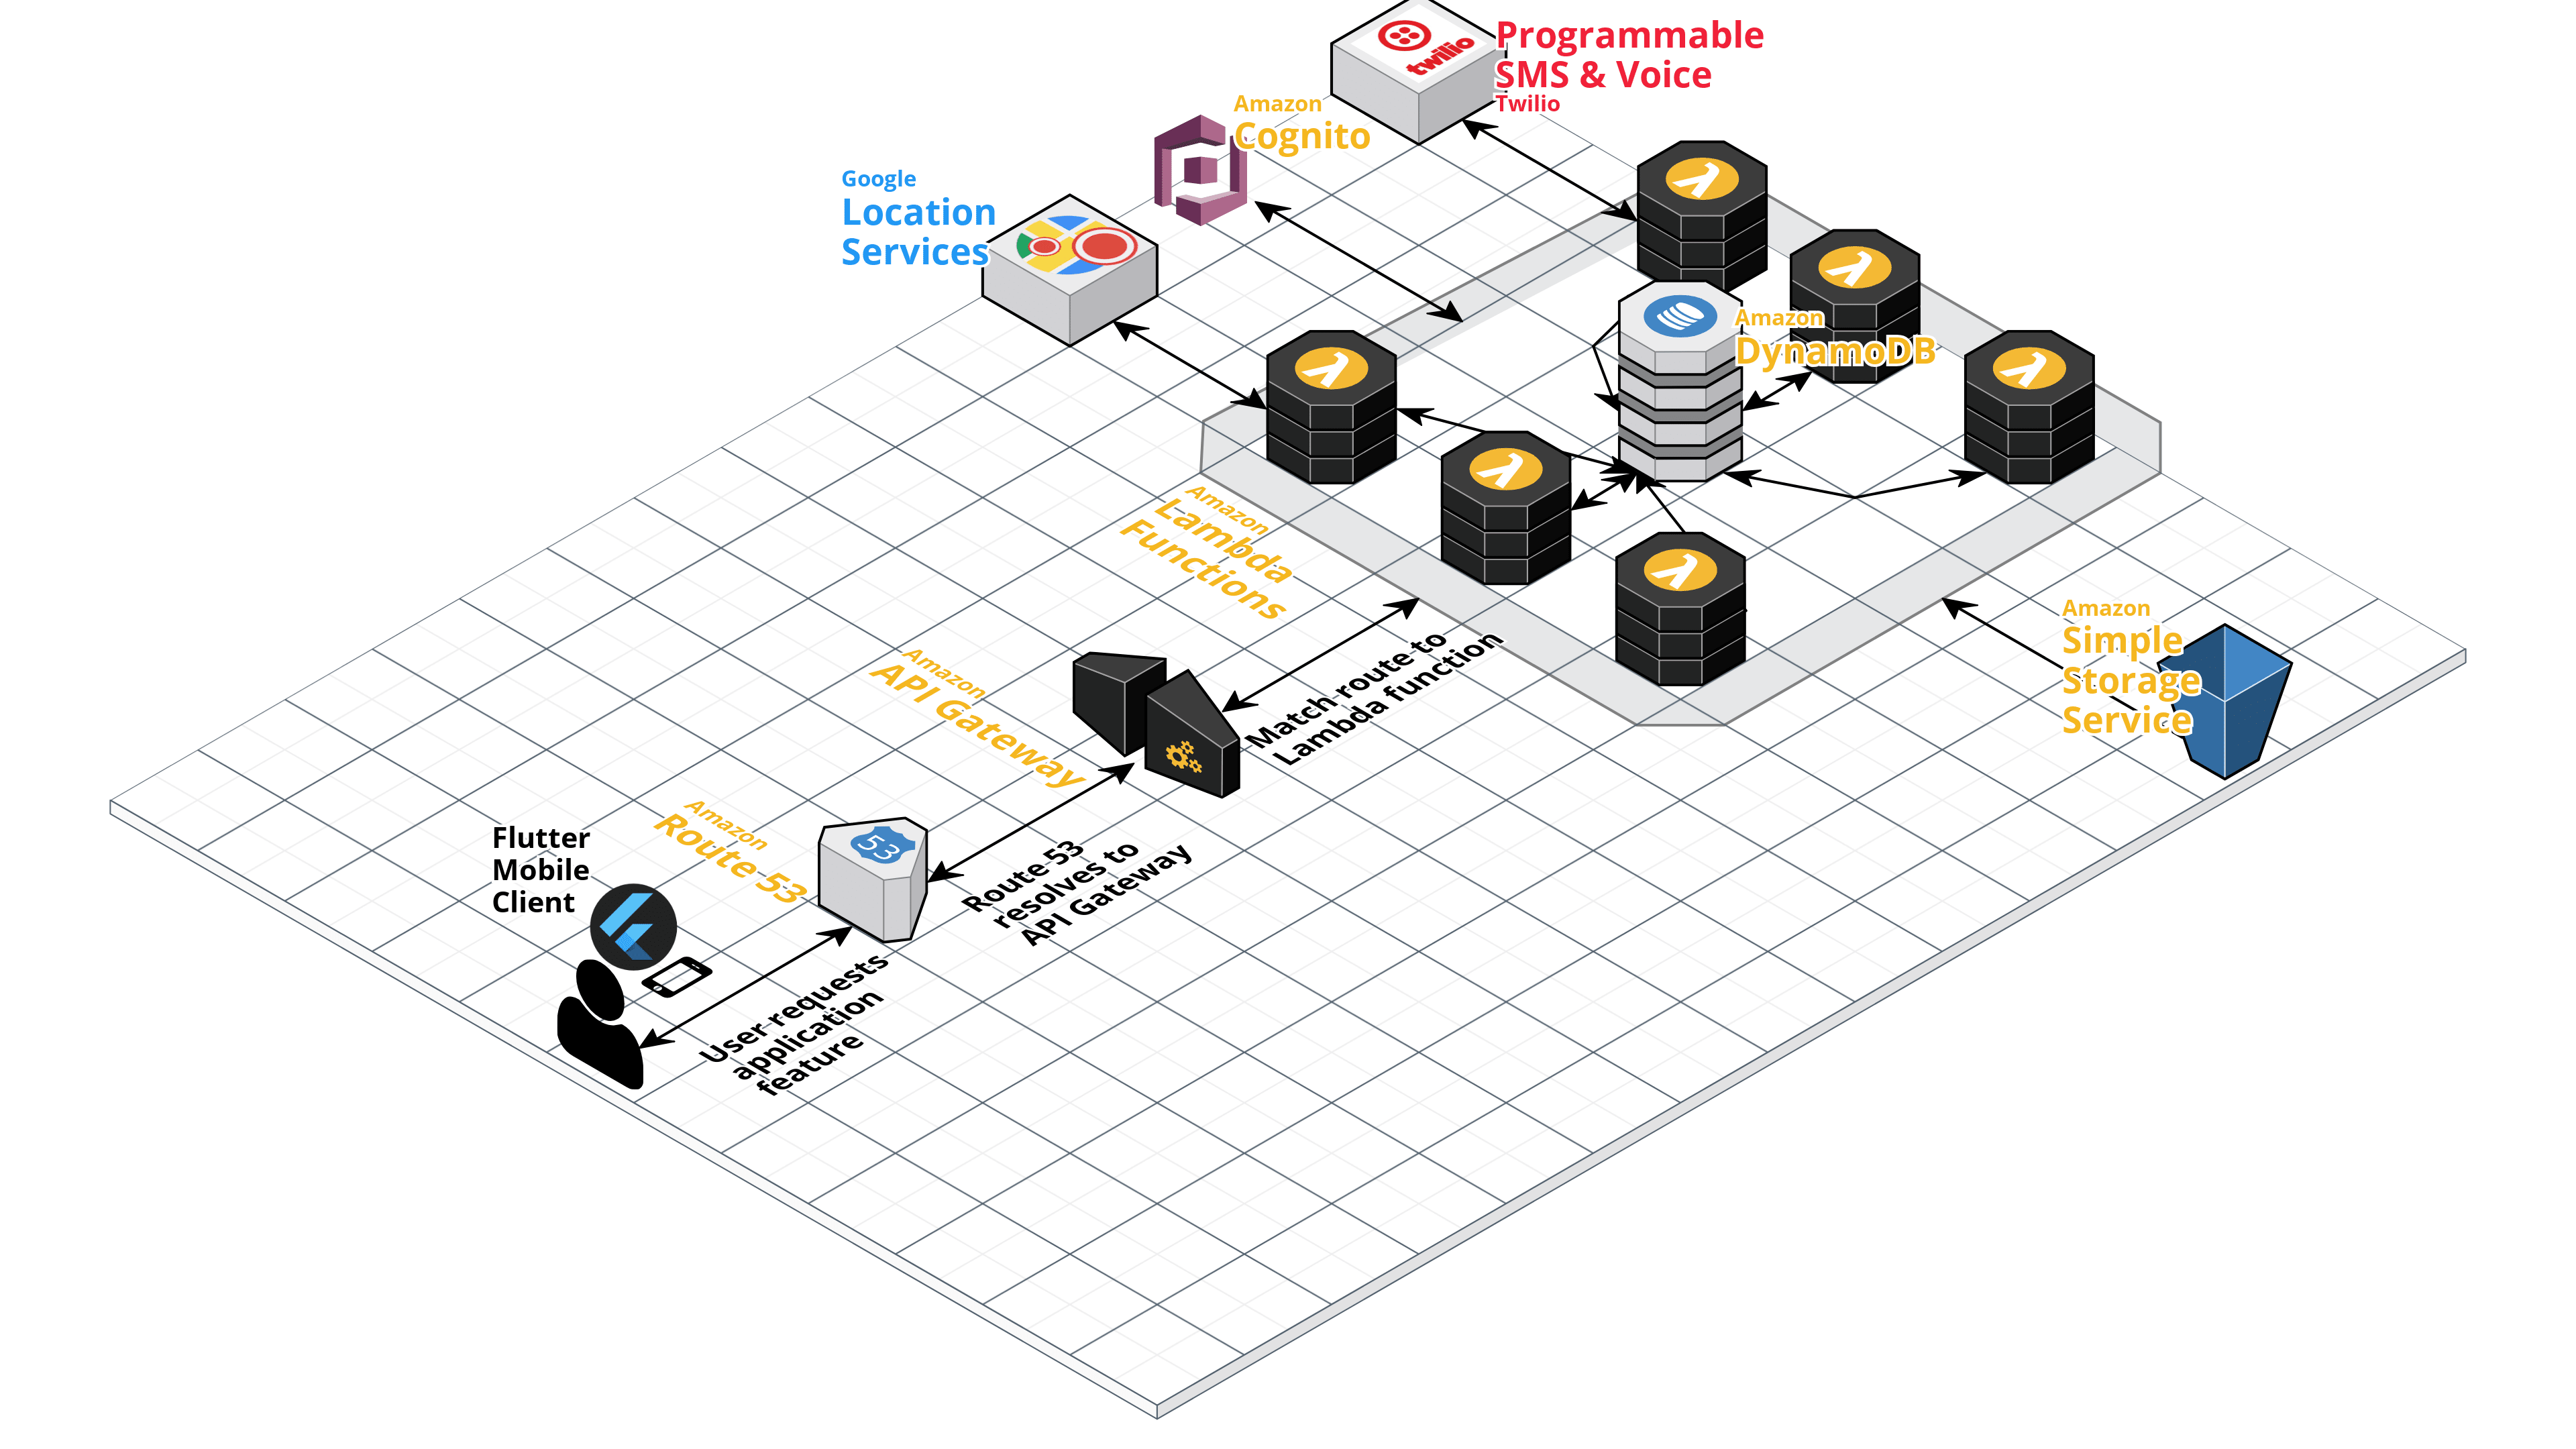 twilio
Programmable
SMS & Voice
Twilio
Amazon
Cognito
Google
Location
Services
Amazon
DynamoDB
Amazon
Lambda
Functions
Amazon
Simple
Storage
Service
Match route to
Lambda function
Amazon
API Gateway
Amazon
Route 53
53
Route 53
resolves to
API Gateway
Flutter
Mobile
Client
User requests
application
feature